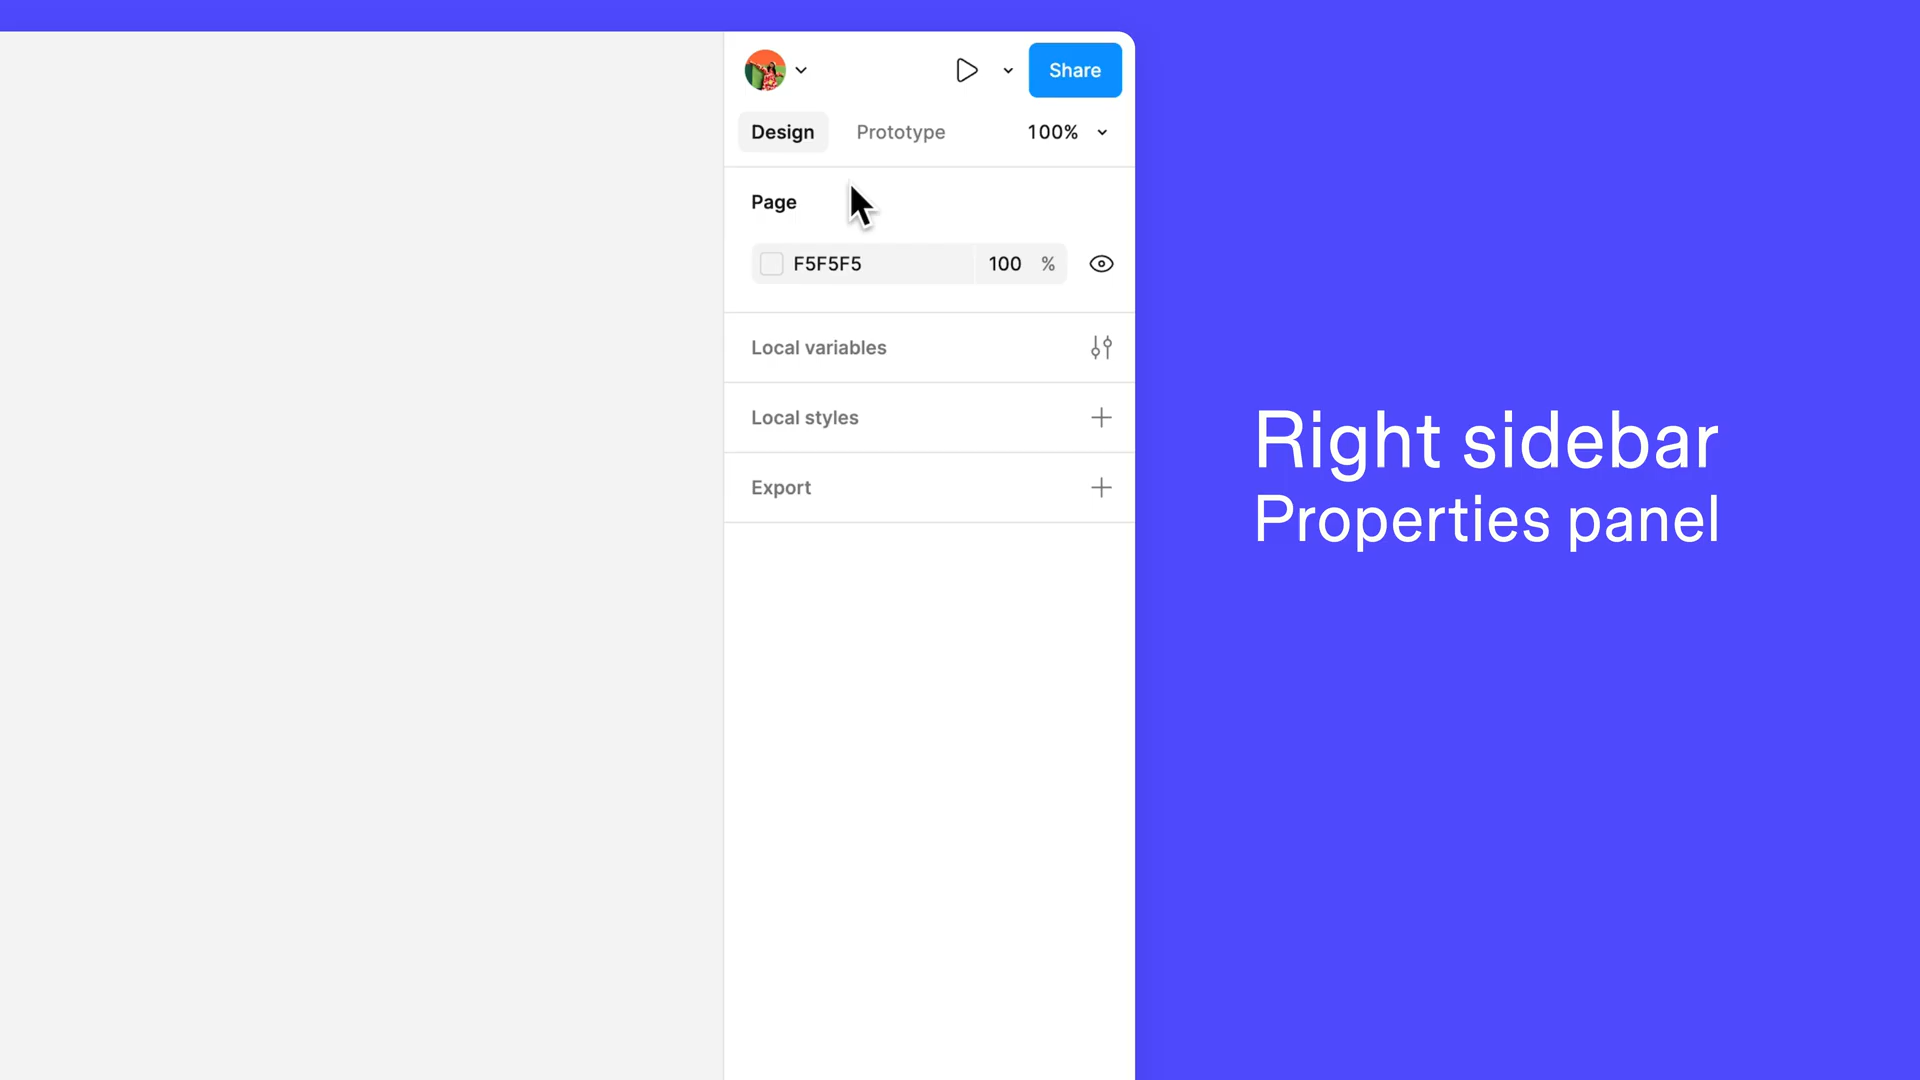 Share
Design Prototype 100%
Page
F5F5F5 100 %
Local variables
Local styles
Export
Right sidebar
Properties panel